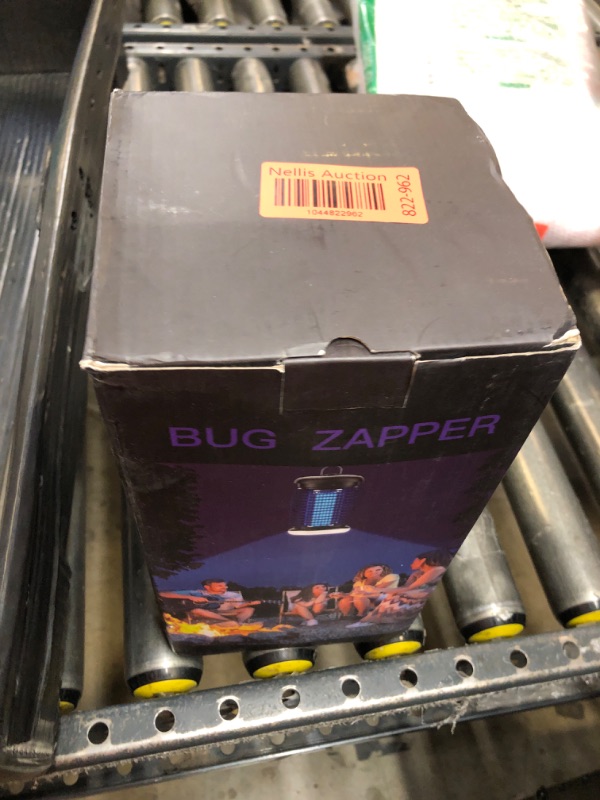 Nellis Auction
1044822962
822-962
BUG ZAPPER